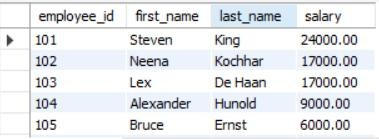 employee_id first_name last_name salary
101 Steven King 24000.00
102 Neena Kochhar 17000.00
103 Lex De Haan 17000.00
104 Alexander Hunold 9000.00
105 Bruce Ernst 6000.00